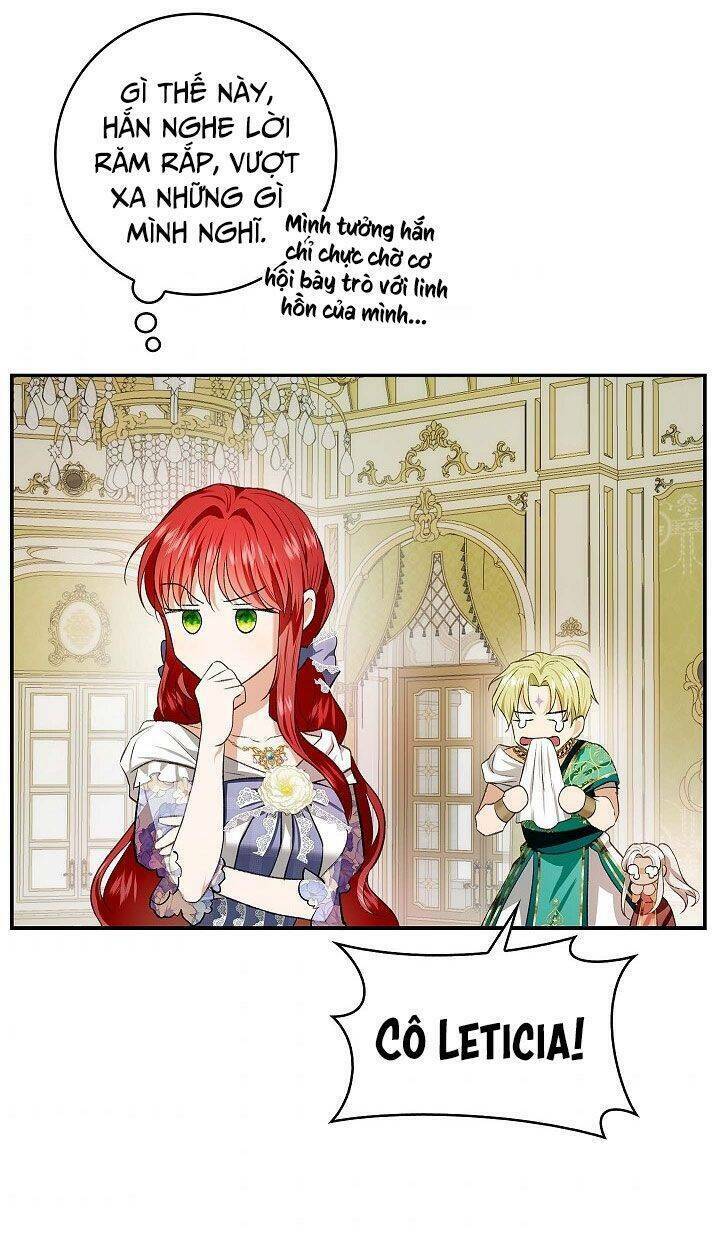 GÌ THẾ NÀY,
HẮN NGHE LỜI
RĂM RẮP, VƯỢT
XA NHỮNG GÌ
MÌNH NGHĨ.
Mình tưởng hắn
chỉ chực chờ cơ
hội bày trò với linh
hồn của mình...
CÔ LETICIA!